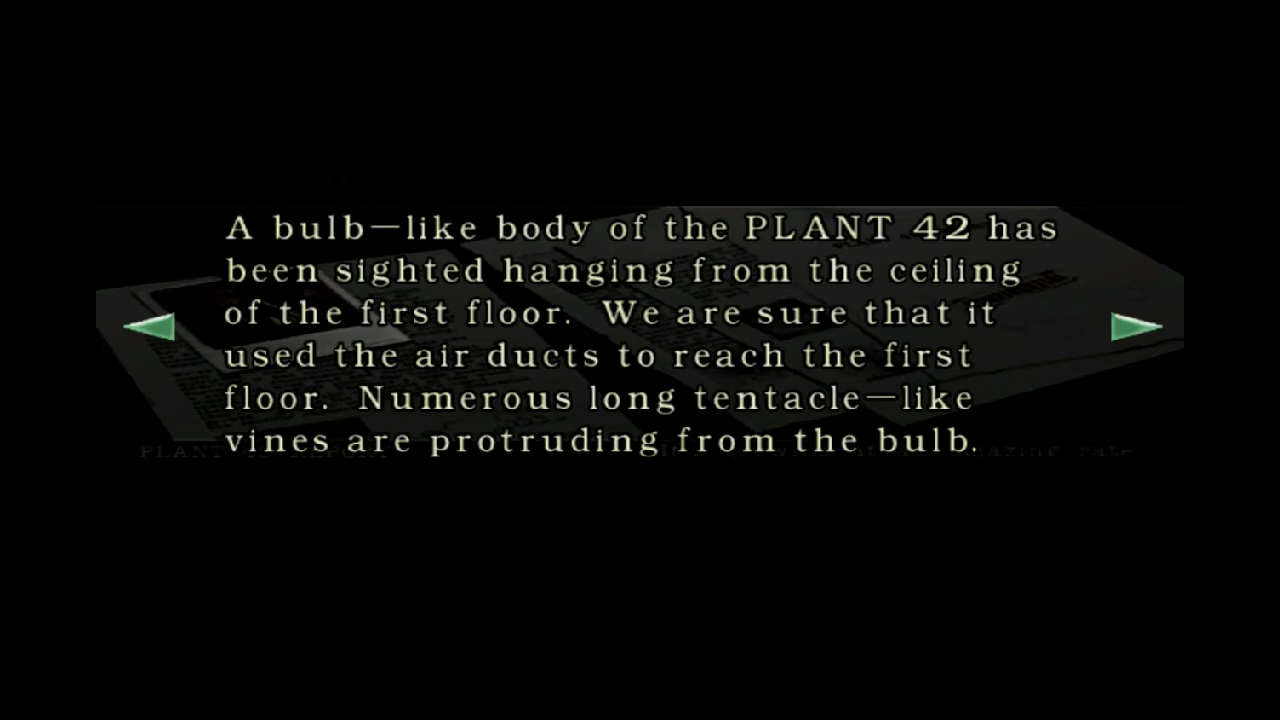 A bulb—like body of the PLANT 42 has
been sighted hanging from the ceiling
of the first floor. We are sure that it
used the air ducts to reach the first
floor. Numerous long tentacle—like
vines are protruding from the bulb.